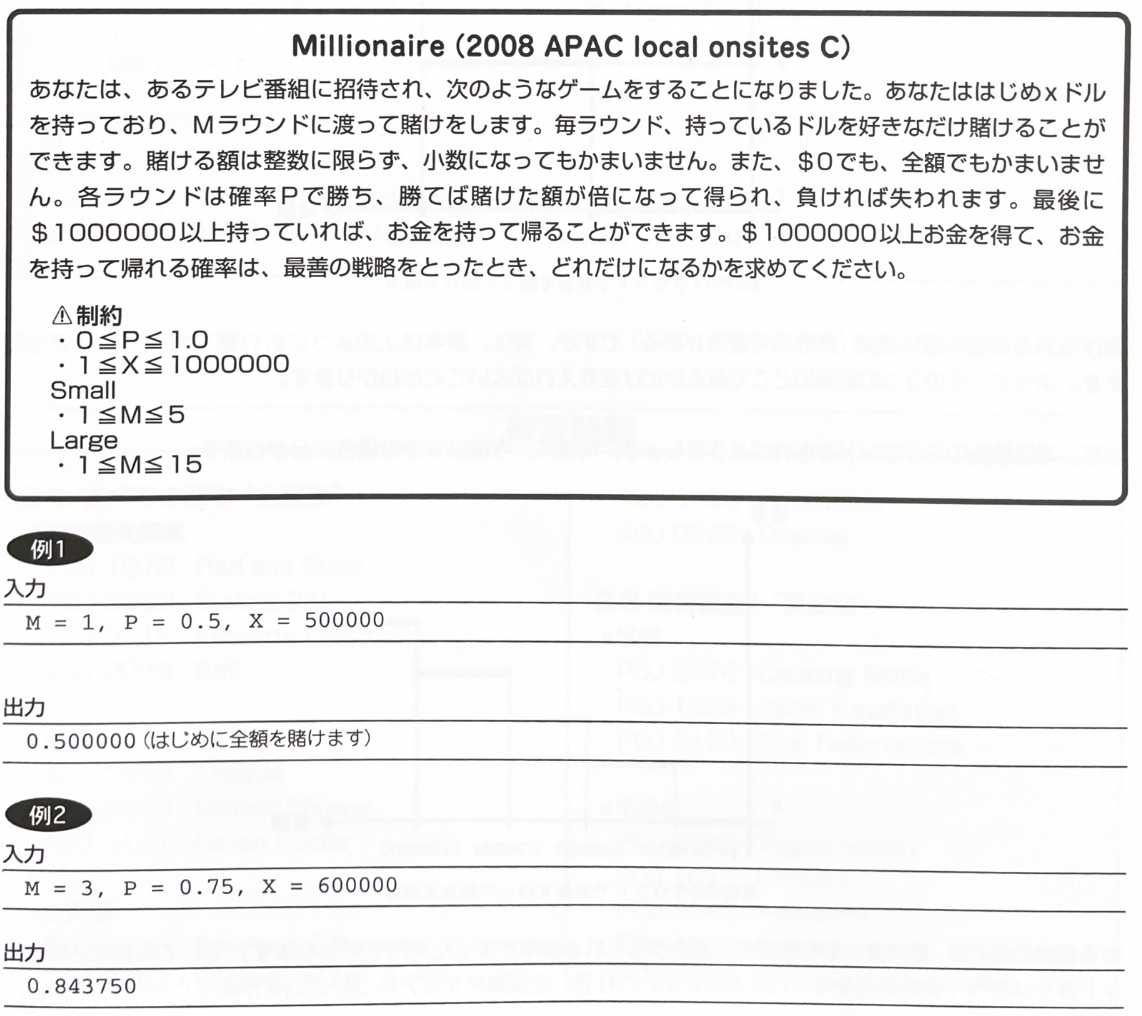 Millionaire (2008 APAC local onsites C)
あなたは、あるテレビ番組に招待され、次のようなゲームをすることになりました。あなたははじめxドル
を持っており、Mラウンドに渡って賭けをします。毎ラウンド、持っているドルを好きなだけ賭けることが
できます。賭ける額は整数に限らず、小数になってもかまいません。また、$0でも、全額でもかまいませ
ん。各ラウンドは確率Pで勝ち、勝てば賭けた額が倍になって得られ、負ければ失われます。最後に
$1000000以上持っていれば、お金を持って帰ることができます。$1000000以上お金を得て、お金
を持って帰れる確率は、最善の戦略をとったとき、どれだけになるかを求めてください。
⚠制約
・0≦P≦1.0
・1≦X≦1000000
Small
・1≦M≦5
Large
・1≦M≦15
例1
入力
M = 1, P = 0.5, X = 500000
出力
0.500000(はじめに全額を賭けます)
例2
入力
M = 3, P = 0.75, X = 600000
出力
0.843750